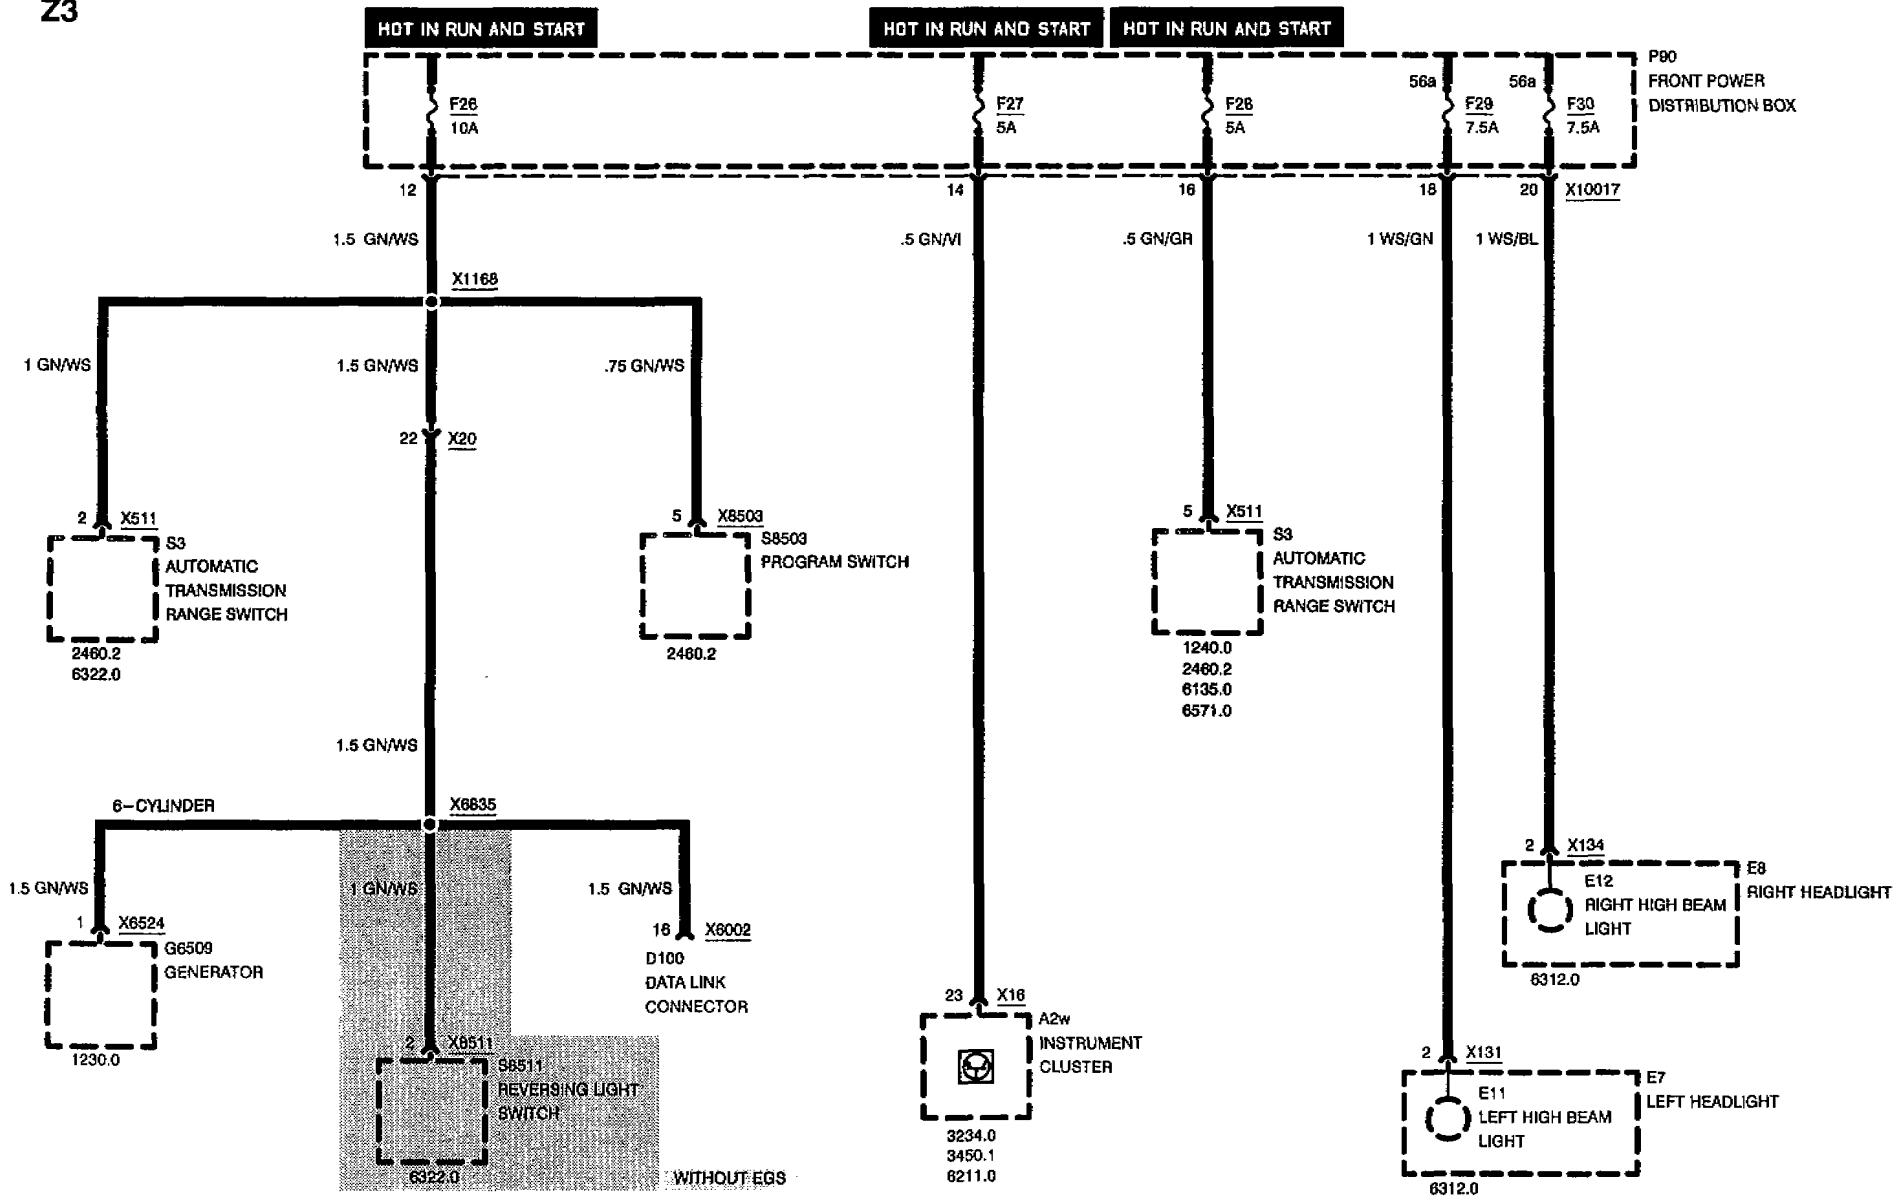 Z3
HOT IN RUN AND START
HOT IN RUN AND START
HOT IN RUN AND START
P90
FRONT POWER
DISTRIBUTION BOX
F26
10A
F27
5A
F28
5A
56a
F29
7.5A
56a
F30
7.5A
12
14
16
18
20
X10017
1.5 GN/WS
.5 GN/VI
.5 GN/GR
1 WS/GN
1 WS/BL
X1168
1 GN/WS
1.5 GN/WS
.75 GN/WS
22
X20
2
X511
S3
AUTOMATIC
TRANSMISSION
RANGE SWITCH
2460.2
6322.0
5
X8503
S8503
PROGRAM SWITCH
2460.2
5
X511
S3
AUTOMATIC
TRANSMISSION
RANGE SWITCH
1240.0
2460.2
6135.0
6571.0
1.5 GN/WS
6-CYLINDER
X6835
1.5 GN/WS
1 GN/WS
1.5 GN/WS
1
X6524
G6509
GENERATOR
1230.0
16
X6002
D100
DATA LINK
CONNECTOR
2
X8511
S8511
REVERSING LIGHT
SWITCH
6322.0
WITHOUT EGS
23
X16
A2w
INSTRUMENT
CLUSTER
3234.0
3450.1
6211.0
2
X134
E8
RIGHT HEADLIGHT
E12
RIGHT HIGH BEAM
LIGHT
6312.0
2
X131
E7
LEFT HEADLIGHT
E11
LEFT HIGH BEAM
LIGHT
6312.0